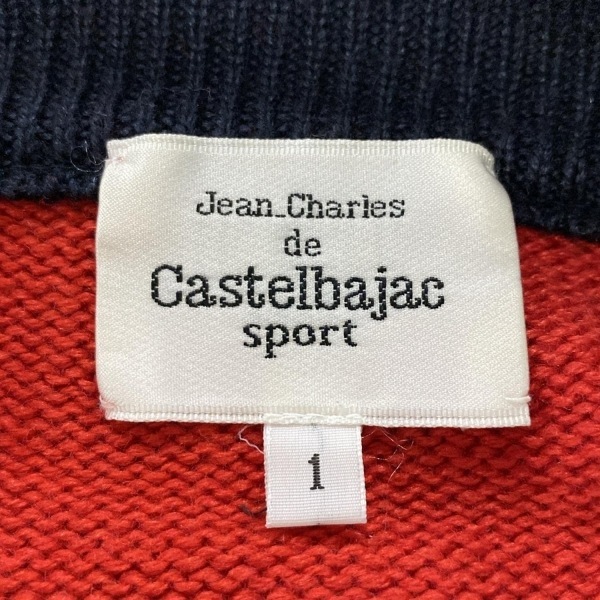 Jean_Charles
de
Castelbajac
sport
1